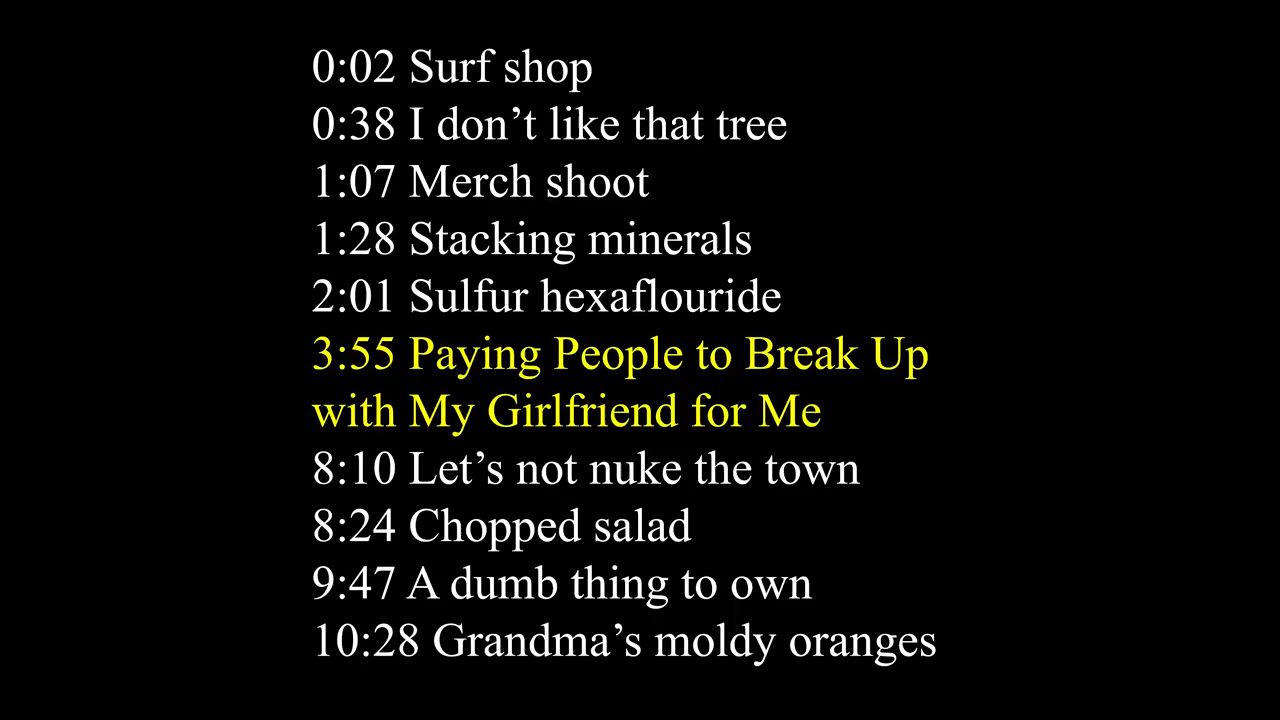 0:02 Surf shop
0:38 I don’t like that tree
1:07 Merch shoot
1:28 Stacking minerals
2:01 Sulfur hexaflouride
3:55 Paying People to Break Up
with My Girlfriend for Me
8:10 Let’s not nuke the town
8:24 Chopped salad
9:47 A dumb thing to own
10:28 Grandma’s moldy oranges